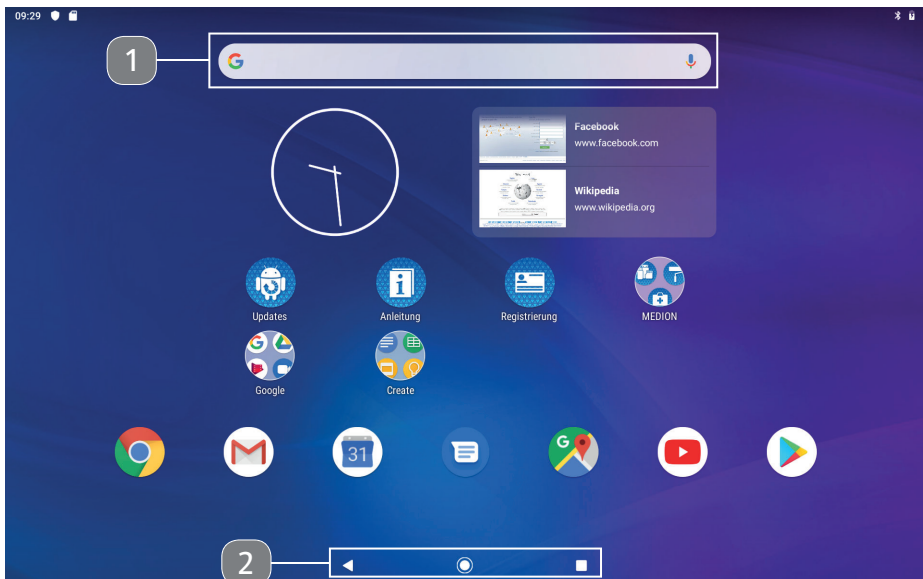 09:29
1
G
Facebook
www.facebook.com
Wikipedia
www.wikipedia.org
Updates
Anleitung
Registrierung
MEDION
Google
Create
31
G
2